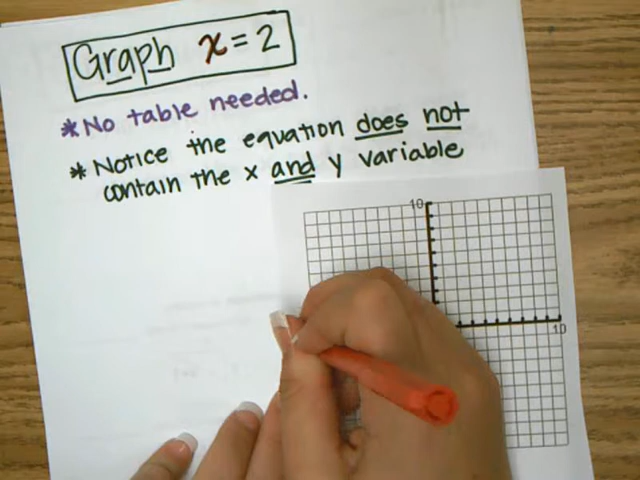 Graph x = 2
*No table needed.
*Notice the equation does not
contain the x and y variable
10
10